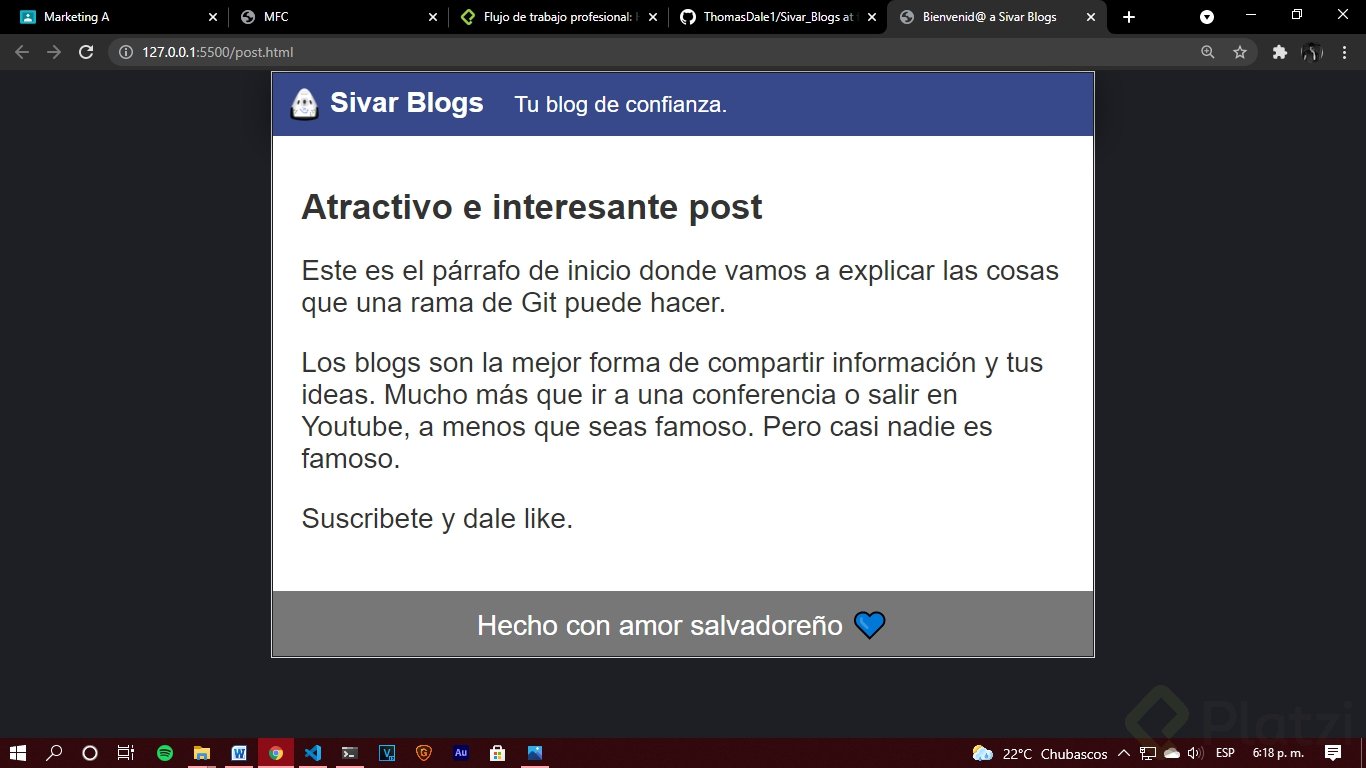 Marketing A
MFC
Flujo de trabajo profesional:
ThomasDale1/Sivar_Blogs at
Bienvenid@ a Sivar Blogs
127.0.0.1:5500/post.html
Sivar Blogs
Tu blog de confianza.
Atractivo e interesante post
Este es el párrafo de inicio donde vamos a explicar las cosas
que una rama de Git puede hacer.
Los blogs son la mejor forma de compartir información y tus
ideas. Mucho más que ir a una conferencia o salir en
Youtube, a menos que seas famoso. Pero casi nadie es
famoso.
Suscribete y dale like.
Hecho con amor salvadoreño 💙
Platzi
Au
22°C Chubascos
ESP
6:18 p. m.